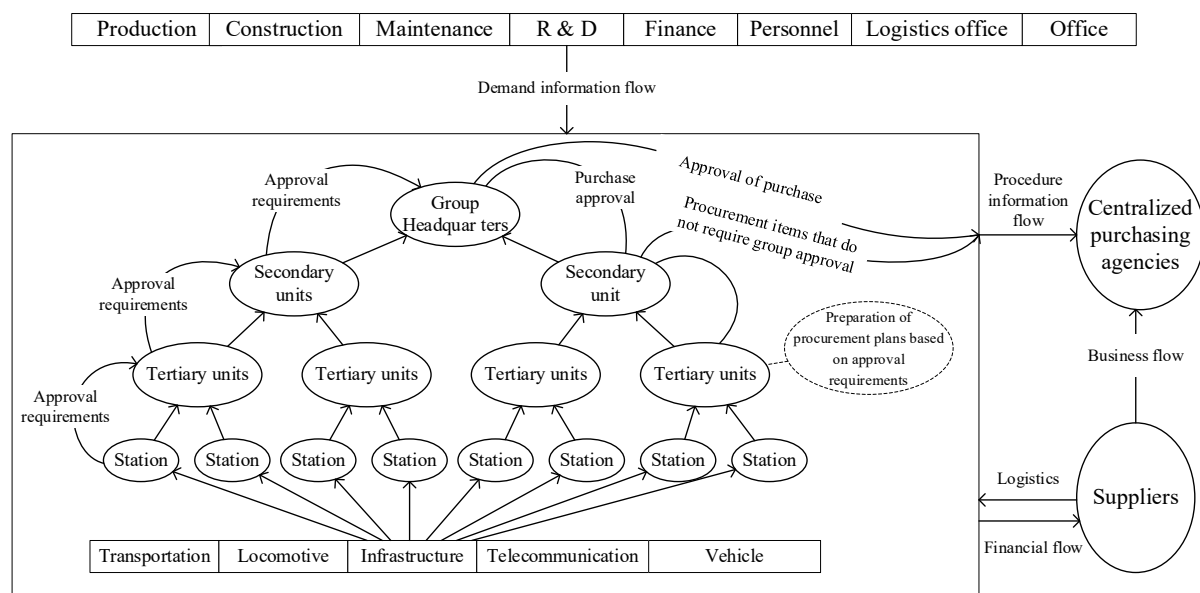 Production
Construction
Maintenance
R & D
Finance
Personnel
Logistics office
Office
Demand information flow
Approval
requirements
Group
Headquar ters
Purchase
approval
Approval of purchase
Procurement items that do
not require group approval
Procedure
information
flow
Centralized
purchasing
agencies
Approval
requirements
Secondary
units
Secondary
unit
Preparation of
procurement plans based
on approval
requirements
Business flow
Approval
requirements
Tertiary units
Tertiary units
Tertiary units
Tertiary units
Station
Station
Station
Station
Station
Station
Station
Station
Logistics
Suppliers
Financial flow
Transportation
Locomotive
Infrastructure
Telecommunication
Vehicle